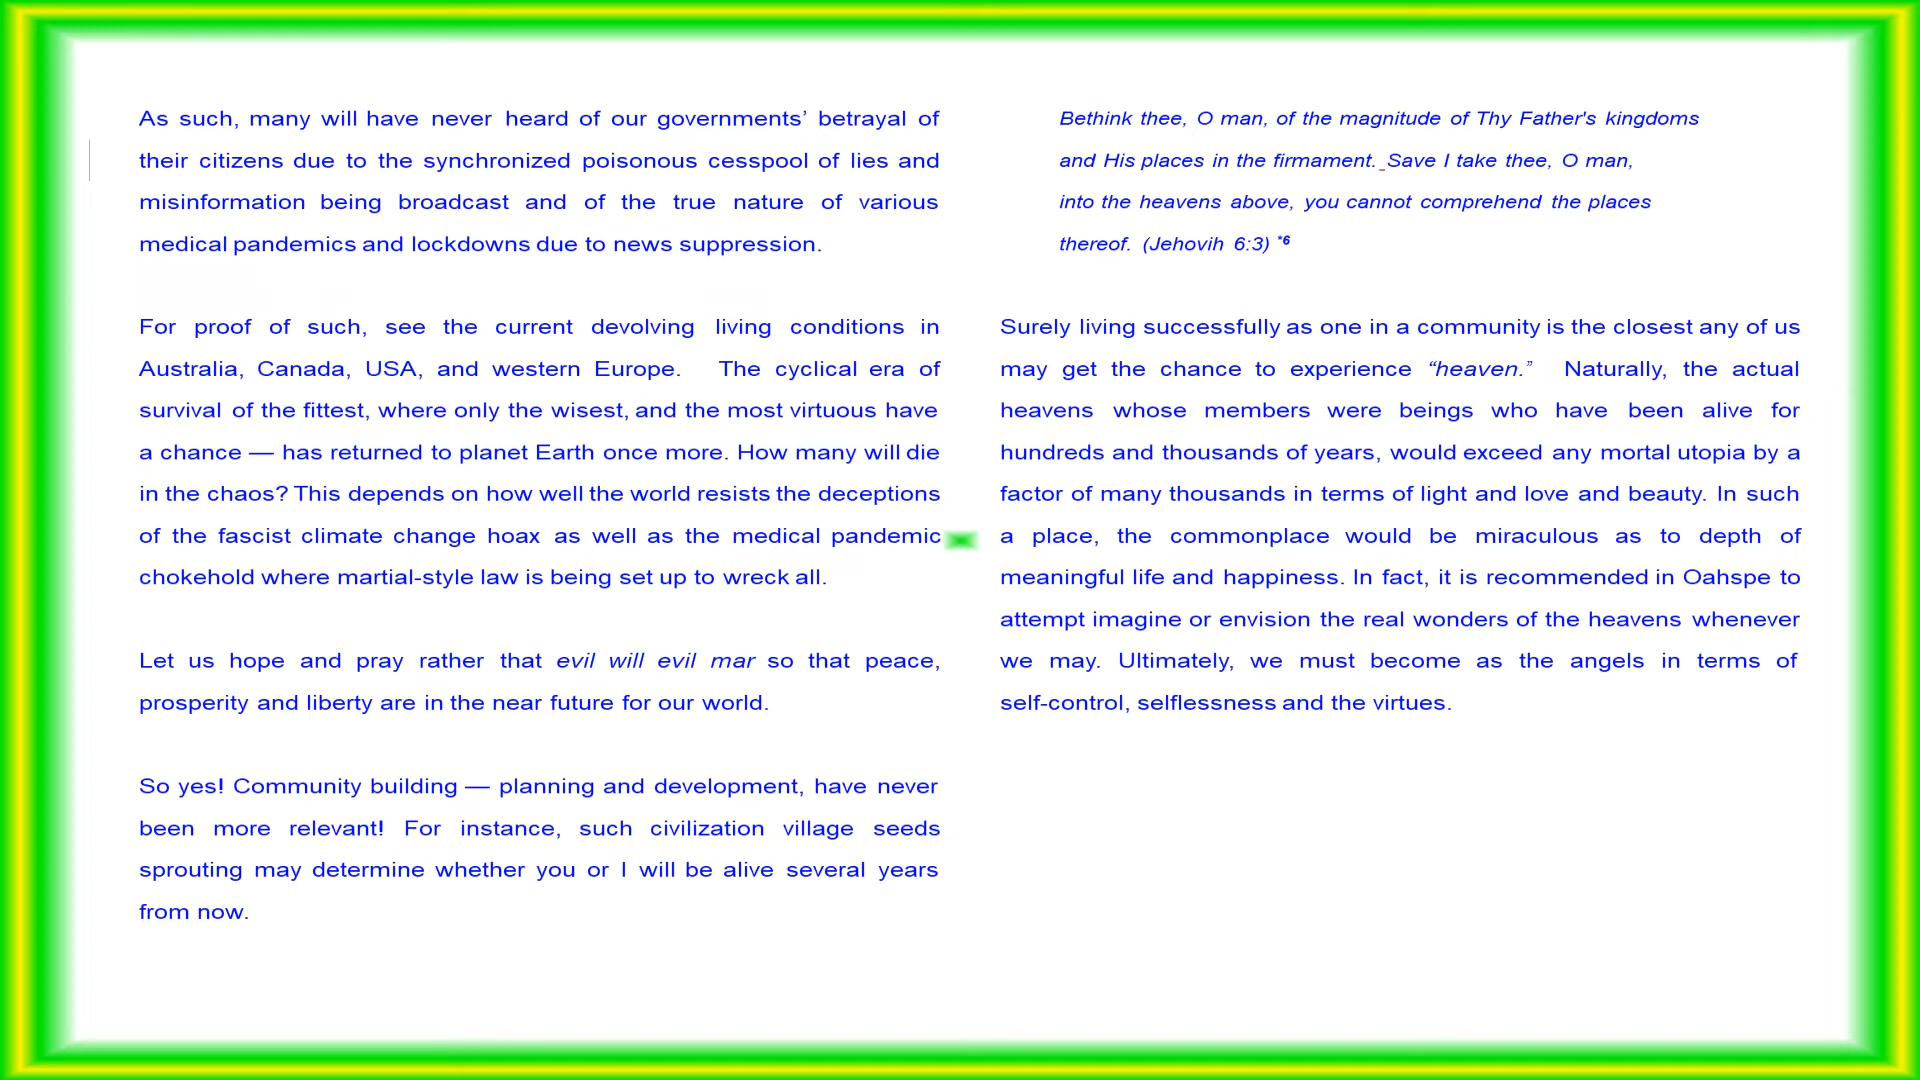 As such, many will have never heard of our governments’ betrayal of
their citizens due to the synchronized poisonous cesspool of lies and
misinformation being broadcast and of the true nature of various
medical pandemics and lockdowns due to news suppression.
For proof of such, see the current devolving living conditions in
Australia, Canada, USA, and western Europe. The cyclical era of
survival of the fittest, where only the wisest, and the most virtuous have
a chance — has returned to planet Earth once more. How many will die
in the chaos? This depends on how well the world resists the deceptions
of the fascist climate change hoax as well as the medical pandemic
chokehold where martial-style law is being set up to wreck all.
Let us hope and pray rather that evil will evil mar so that peace,
prosperity and liberty are in the near future for our world.
So yes! Community building — planning and development, have never
been more relevant! For instance, such civilization village seeds
sprouting may determine whether you or I will be alive several years
from now.
Bethink thee, O man, of the magnitude of Thy Father's kingdoms
and His places in the firmament. Save I take thee, O man,
into the heavens above, you cannot comprehend the places
thereof. (Jehovih 6:3) *6
Surely living successfully as one in a community is the closest any of us
may get the chance to experience “heaven.” Naturally, the actual
heavens whose members were beings who have been alive for
hundreds and thousands of years, would exceed any mortal utopia by a
factor of many thousands in terms of light and love and beauty. In such
a place, the commonplace would be miraculous as to depth of
meaningful life and happiness. In fact, it is recommended in Oahspe to
attempt imagine or envision the real wonders of the heavens whenever
we may. Ultimately, we must become as the angels in terms of
self-control, selflessness and the virtues.